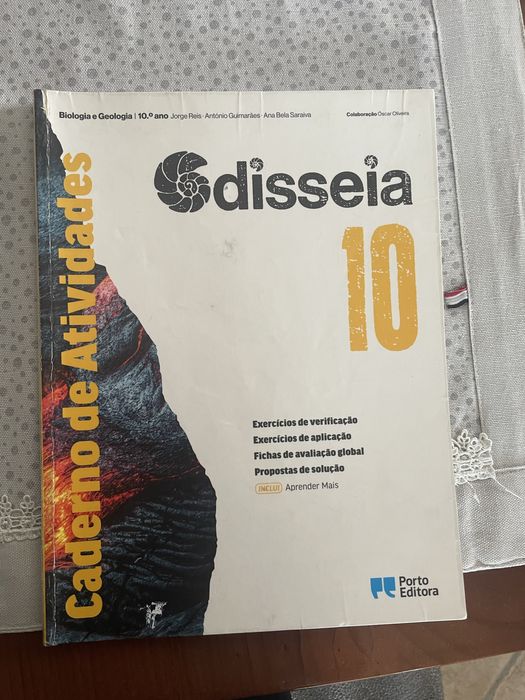 Biologia e Geologia | 10.º ano Jorge Reis · António Guimarães · Ana Bela Saraiva
Colaboração Óscar Oliveira
Odisseia
10
Caderno de Atividades
Exercícios de verificação
Exercícios de aplicação
Fichas de avaliação global
Propostas de solução
INCLUI Aprender Mais
Porto
Editora